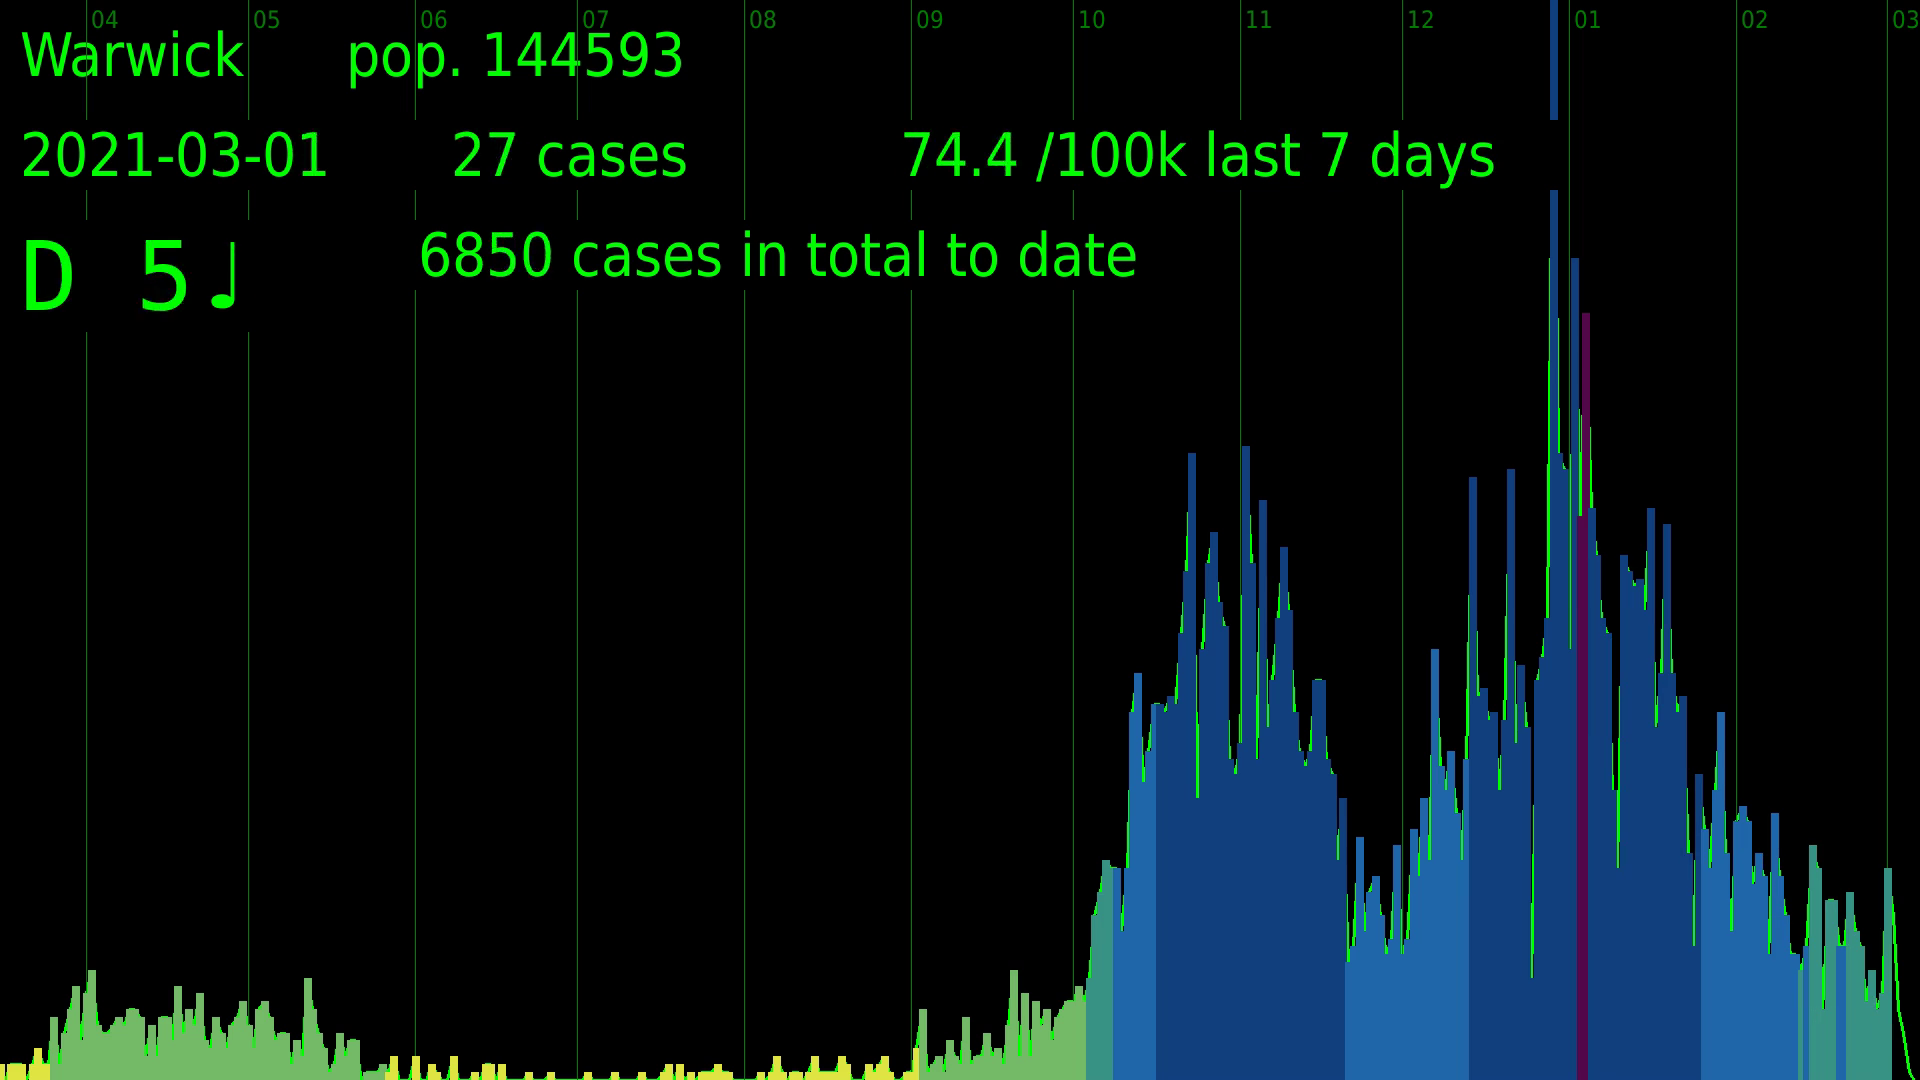 04 05 06 07 08 09 10 11 12 01 02 03
Warwick pop. 144593
2021-03-01 27 cases 74.4 /100k last 7 days
D 5♩ 6850 cases in total to date